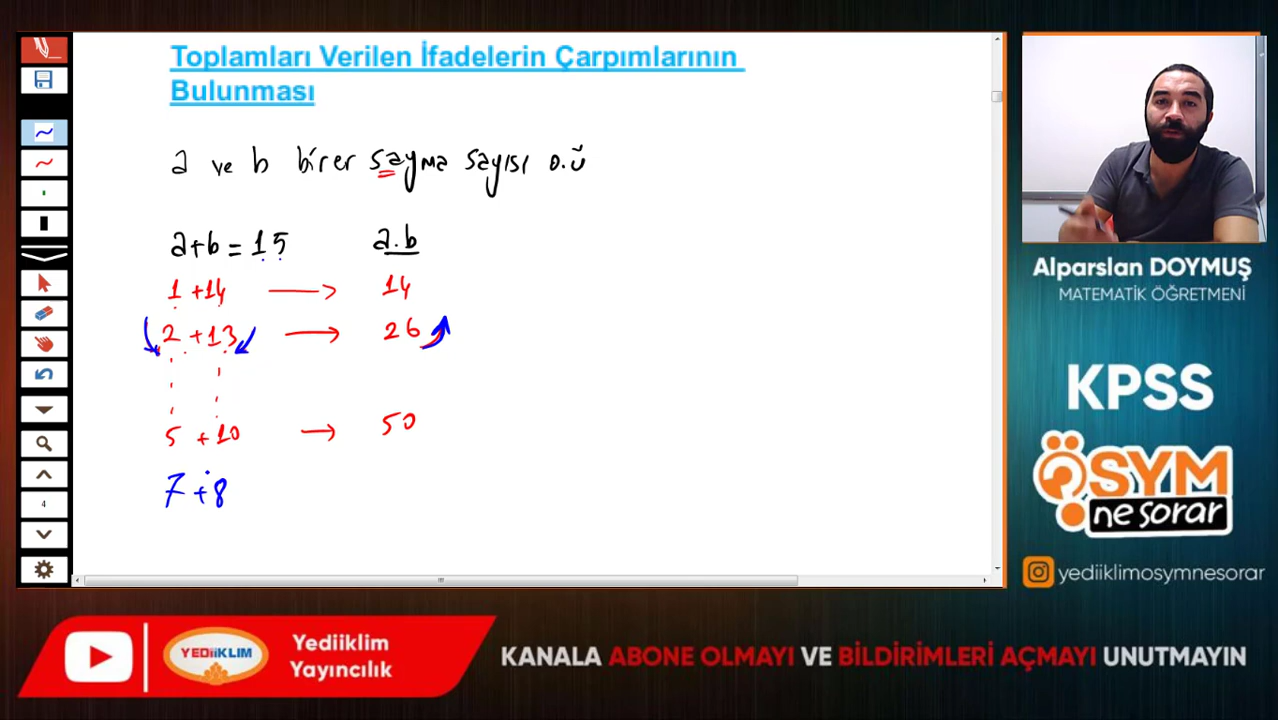 Toplamları Verilen İfadelerin Çarpımlarının
Bulunması
a ve b birer sayma sayısı o.ü
a+b = 15 a.b
1 + 14 → 14
2 + 13 → 26
5 + 10 → 50
7 + 8
4
Alparslan DOYMUŞ
MATEMATİK ÖĞRETMENİ
KPSS
ÖSYM
ne sorar
yediiklimosymnesorar
YEDiiKLİM
Yediiklim
Yayıncılık
KANALA ABONE OLMAYI VE BİLDİRİMLERİ AÇMAYI UNUTMAYIN